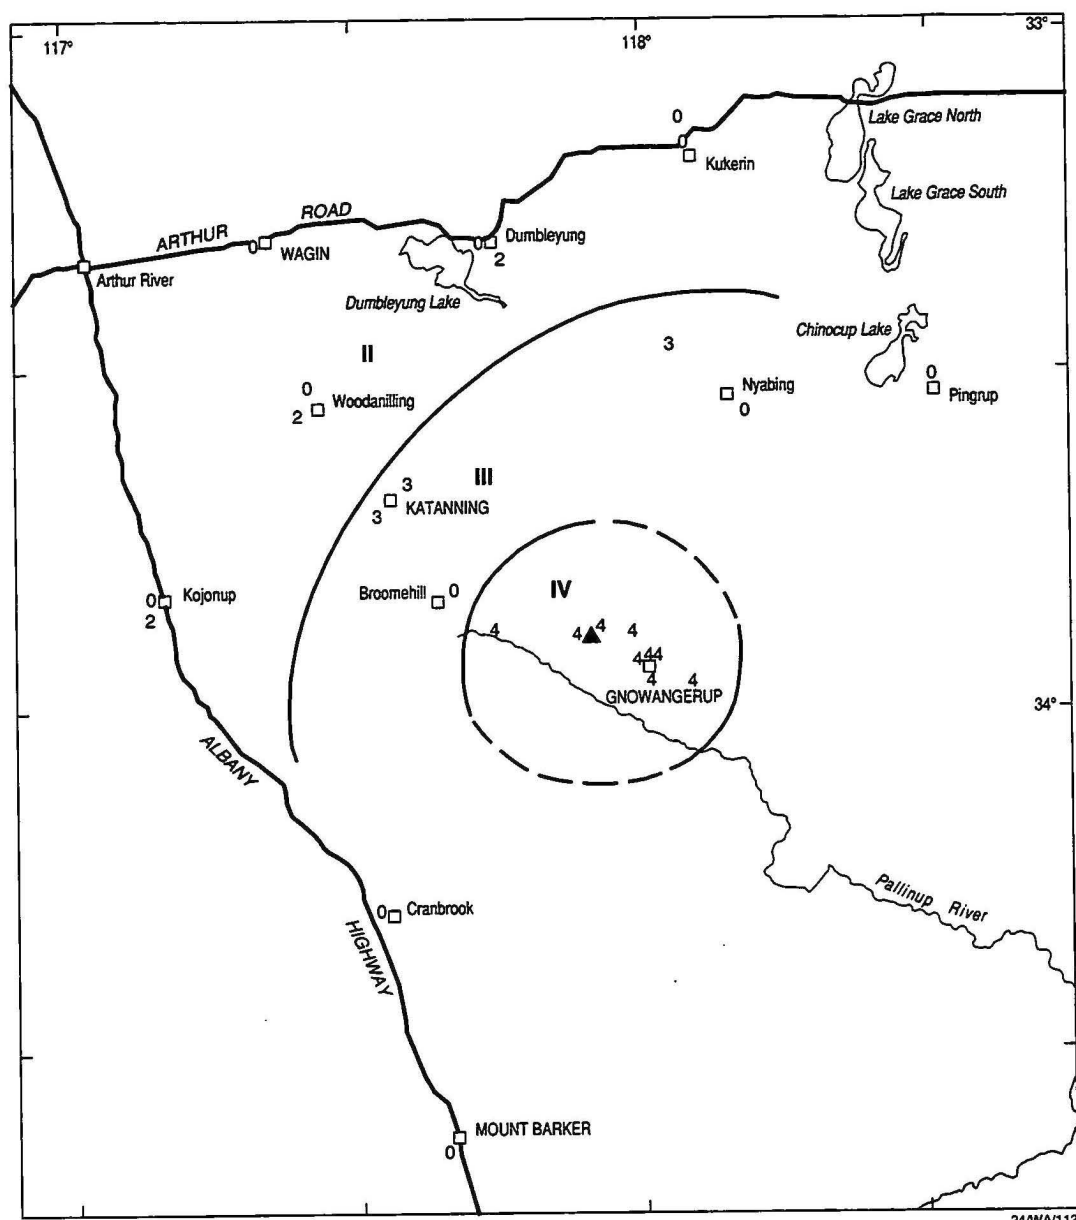 117°
118°
33°
0
Lake Grace North
0
Kukerin
Lake Grace South
ROAD
ARTHUR
0
WAGIN
0
Dumbleyung
2
Arthur River
Dumbleyung Lake
Chinocup Lake
3
II
0
Nyabing
0
Pingrup
0
Woodanilling
2
III
3
KATANNING
3
IV
Broomehill
0
0
Kojonup
2
4
4
4
4
4
4
4
4
4
GNOWANGERUP
34°
ALBANY
Pallinup River
0
Cranbrook
HIGHWAY
MOUNT BARKER
0